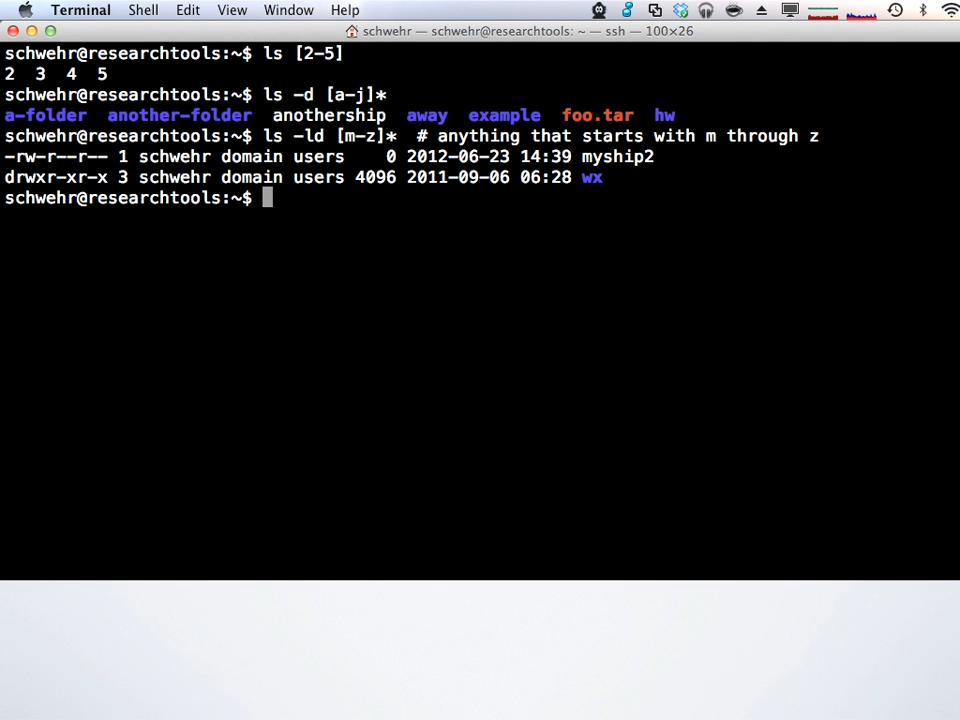 Terminal Shell Edit View Window Help
schwehr — schwehr@researchtools: ~ — ssh — 100×26
schwehr@researchtools:~$ ls [2-5]
2  3  4  5
schwehr@researchtools:~$ ls -d [a-j]*
a-folder  another-folder  anothership  away  example  foo.tar  hw
schwehr@researchtools:~$ ls -ld [m-z]*  # anything that starts with m through z
-rw-r--r-- 1 schwehr domain users    0 2012-06-23 14:39 myship2
drwxr-xr-x 3 schwehr domain users 4096 2011-09-06 06:28 wx
schwehr@researchtools:~$